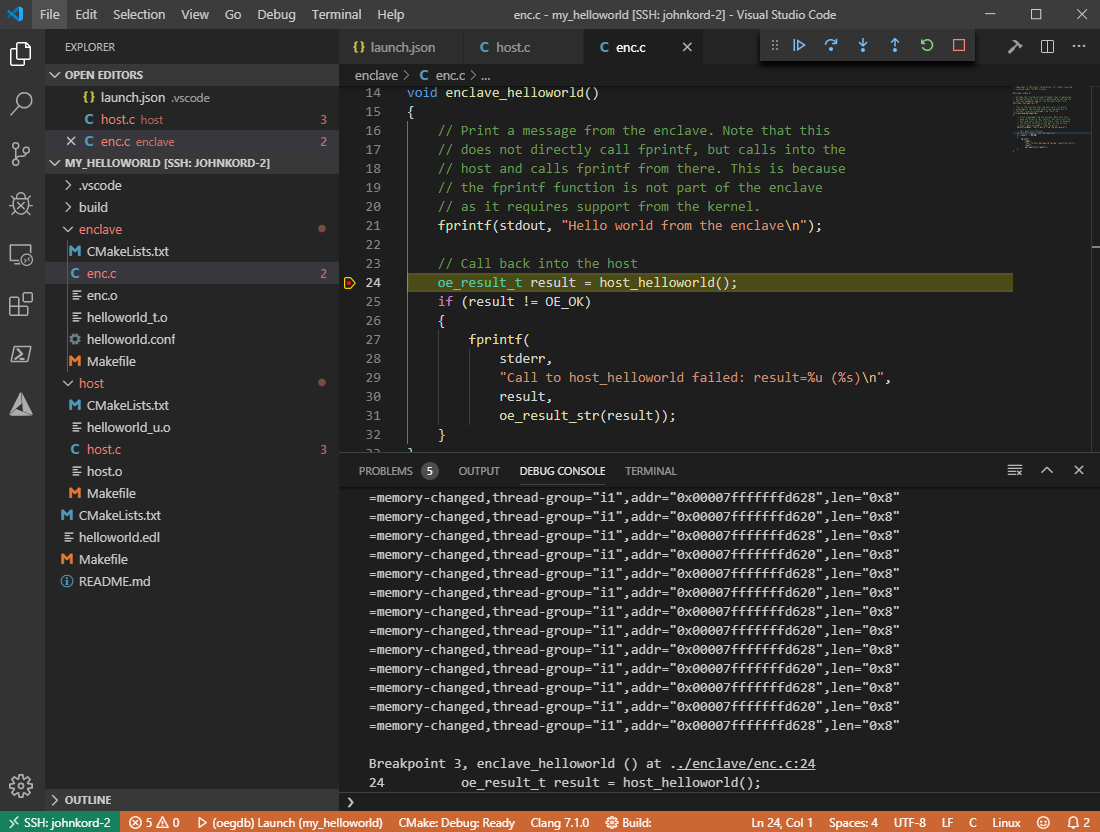 File Edit Selection View Go Debug Terminal Help enc.c - my_helloworld [SSH: johnkord-2] - Visual Studio Code
EXPLORER
OPEN EDITORS
{} launch.json .vscode
C host.c host 3
C enc.c enclave 2
MY_HELLOWORLD [SSH: JOHNKORD-2]
.vscode
build
enclave
M CMakeLists.txt
C enc.c 2
enc.o
helloworld_t.o
helloworld.conf
M Makefile
host
M CMakeLists.txt
helloworld_u.o
C host.c 3
host.o
M Makefile
M CMakeLists.txt
helloworld.edl
M Makefile
README.md
OUTLINE
{} launch.json C host.c C enc.c
enclave > C enc.c > ...
14 void enclave_helloworld()
15 {
16 // Print a message from the enclave. Note that this
17 // does not directly call fprintf, but calls into the
18 // host and calls fprintf from there. This is because
19 // the fprintf function is not part of the enclave
20 // as it requires support from the kernel.
21 fprintf(stdout, "Hello world from the enclave\n");
22
23 // Call back into the host
24 oe_result_t result = host_helloworld();
25 if (result != OE_OK)
26 {
27 fprintf(
28 stderr,
29 "Call to host_helloworld failed: result=%u (%s)\n",
30 result,
31 oe_result_str(result));
32 }
PROBLEMS 5 OUTPUT DEBUG CONSOLE TERMINAL
=memory-changed,thread-group="i1",addr="0x00007fffffffd628",len="0x8"
=memory-changed,thread-group="i1",addr="0x00007fffffffd620",len="0x8"
=memory-changed,thread-group="i1",addr="0x00007fffffffd628",len="0x8"
=memory-changed,thread-group="i1",addr="0x00007fffffffd620",len="0x8"
=memory-changed,thread-group="i1",addr="0x00007fffffffd628",len="0x8"
=memory-changed,thread-group="i1",addr="0x00007fffffffd620",len="0x8"
=memory-changed,thread-group="i1",addr="0x00007fffffffd628",len="0x8"
=memory-changed,thread-group="i1",addr="0x00007fffffffd620",len="0x8"
=memory-changed,thread-group="i1",addr="0x00007fffffffd628",len="0x8"
=memory-changed,thread-group="i1",addr="0x00007fffffffd620",len="0x8"
=memory-changed,thread-group="i1",addr="0x00007fffffffd628",len="0x8"
=memory-changed,thread-group="i1",addr="0x00007fffffffd620",len="0x8"
=memory-changed,thread-group="i1",addr="0x00007fffffffd628",len="0x8"
Breakpoint 3, enclave_helloworld () at ../enclave/enc.c:24
24 oe_result_t result = host_helloworld();
SSH: johnkord-2 5 0 (oegdb) Launch (my_helloworld) CMake: Debug: Ready Clang 7.1.0 Build: Ln 24, Col 1 Spaces: 4 UTF-8 LF C Linux 2